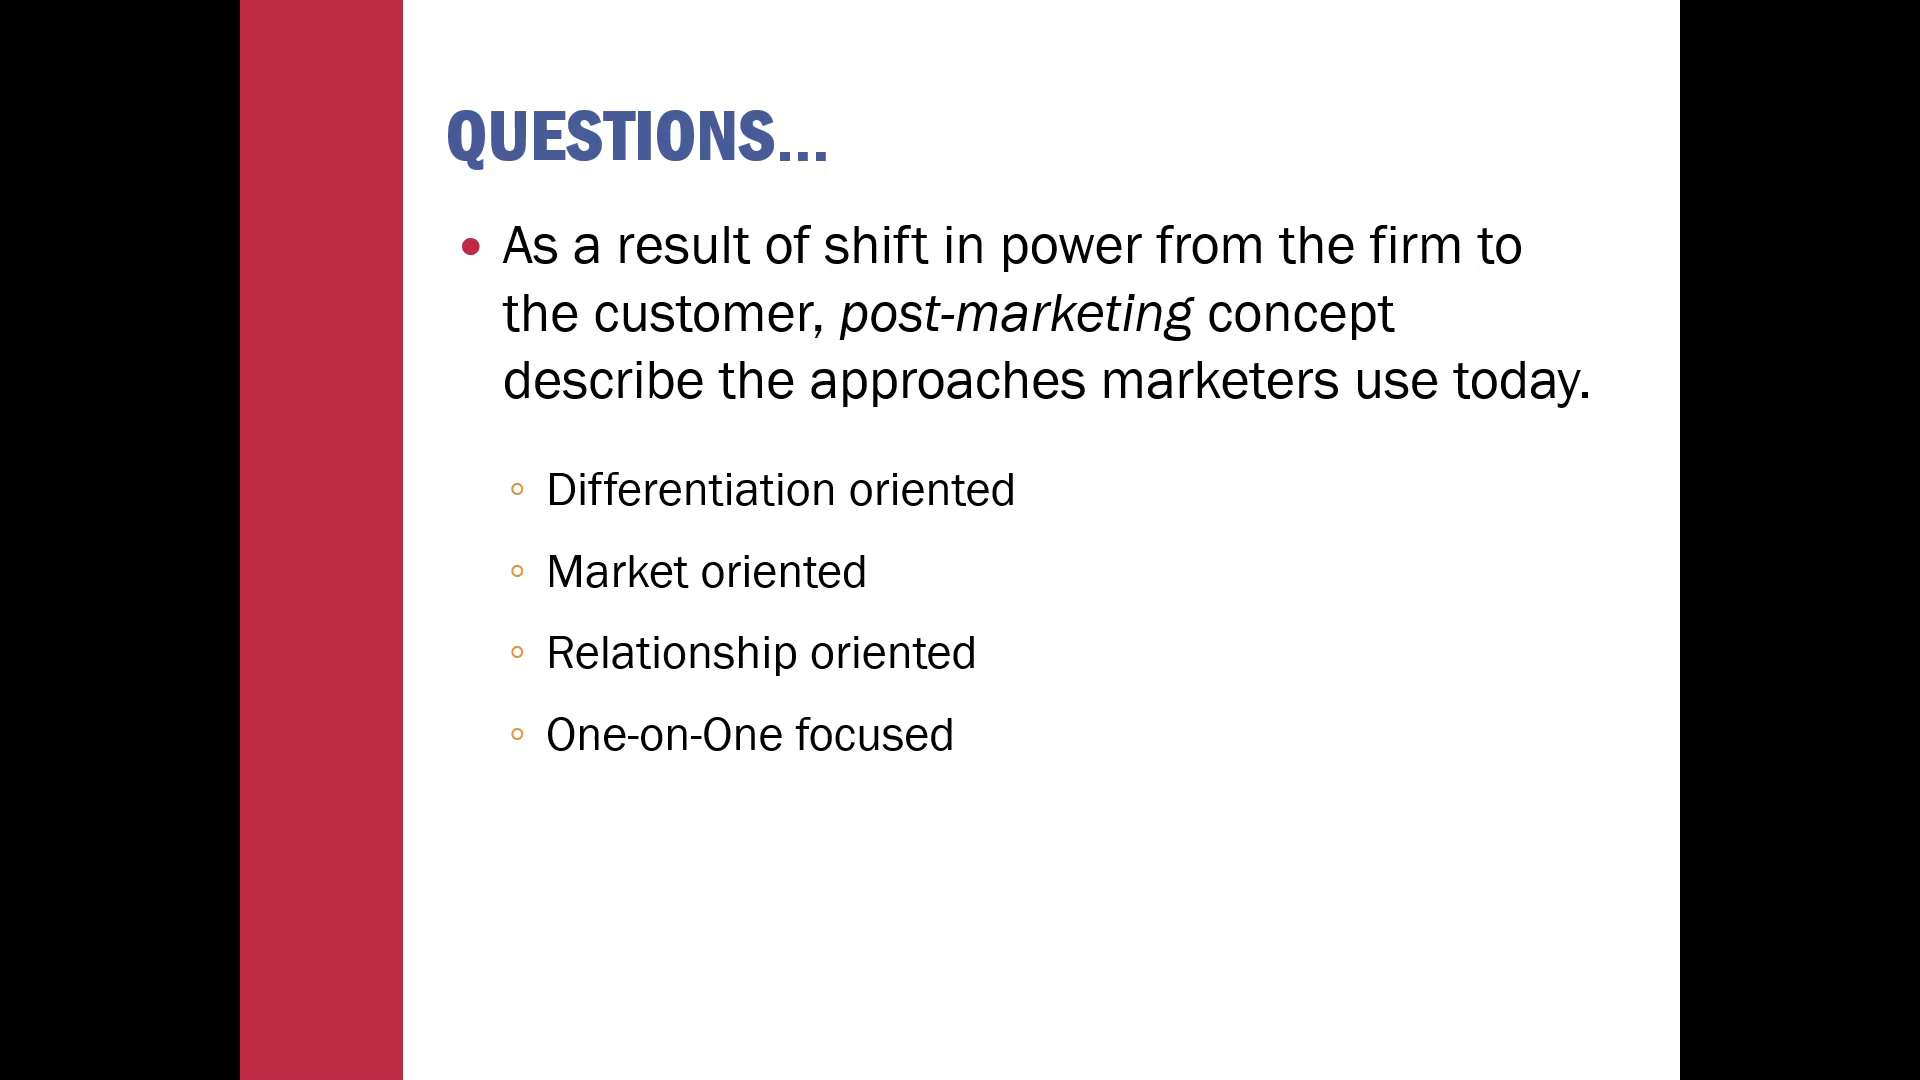 QUESTIONS...
• As a result of shift in power from the firm to
the customer, post-marketing concept
describe the approaches marketers use today.
◦ Differentiation oriented
◦ Market oriented
◦ Relationship oriented
◦ One-on-One focused